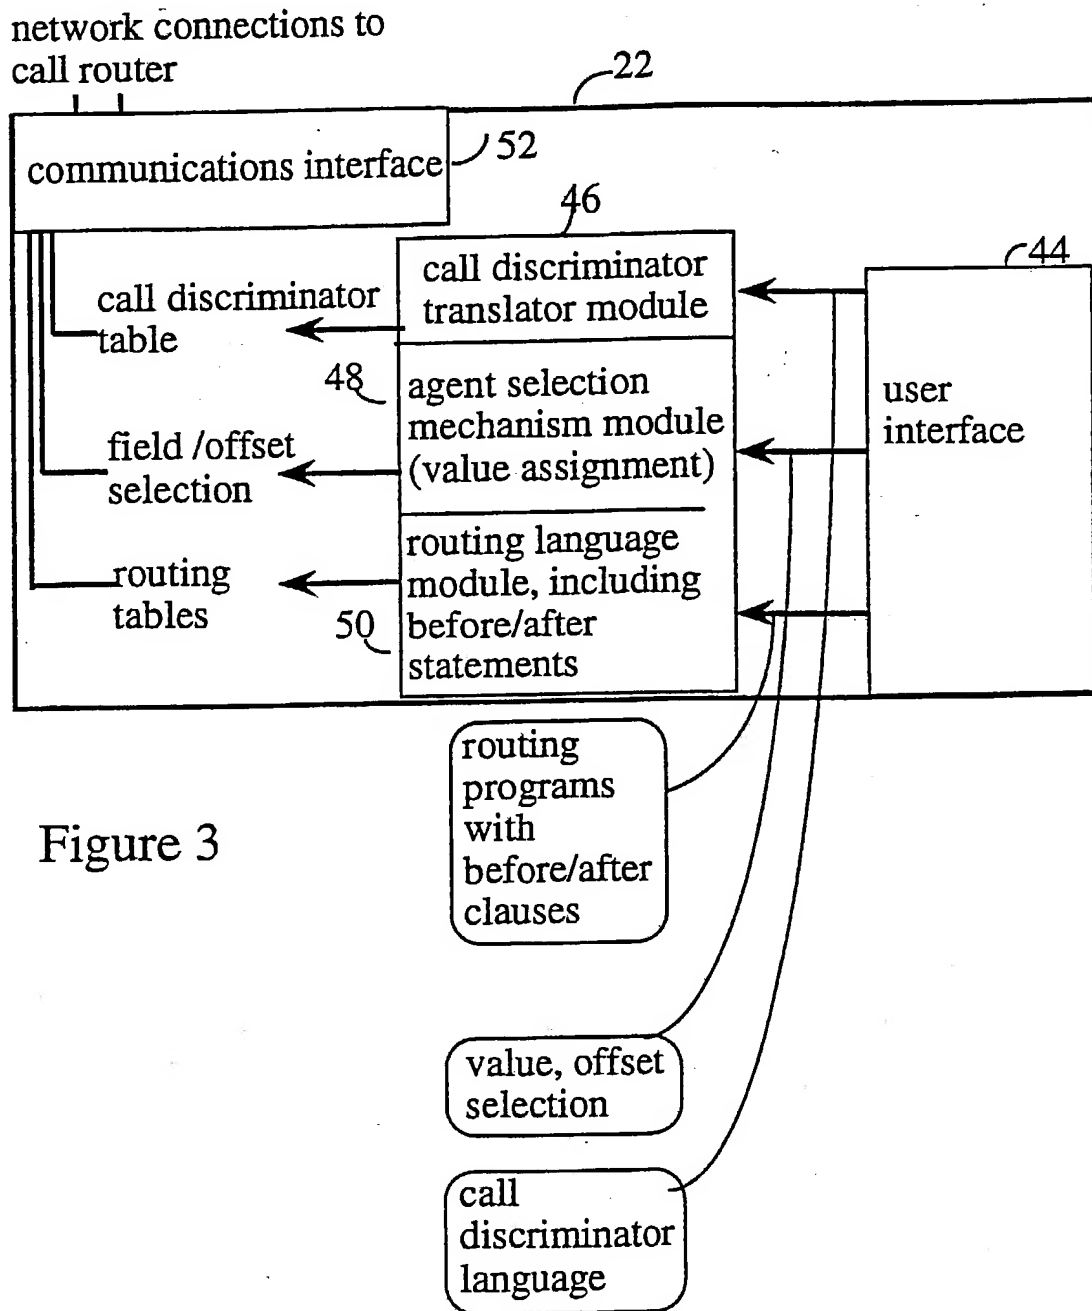 network connections to
call router
22
communications interface
52
46
44
call discriminator
translator module
call discriminator
table
48
agent selection
mechanism module
(value assignment)
user
interface
field /offset
selection
routing language
module, including
before/after
statements
routing
tables
50
routing
programs
with
before/after
clauses
Figure 3
value, offset
selection
call
discriminator
language